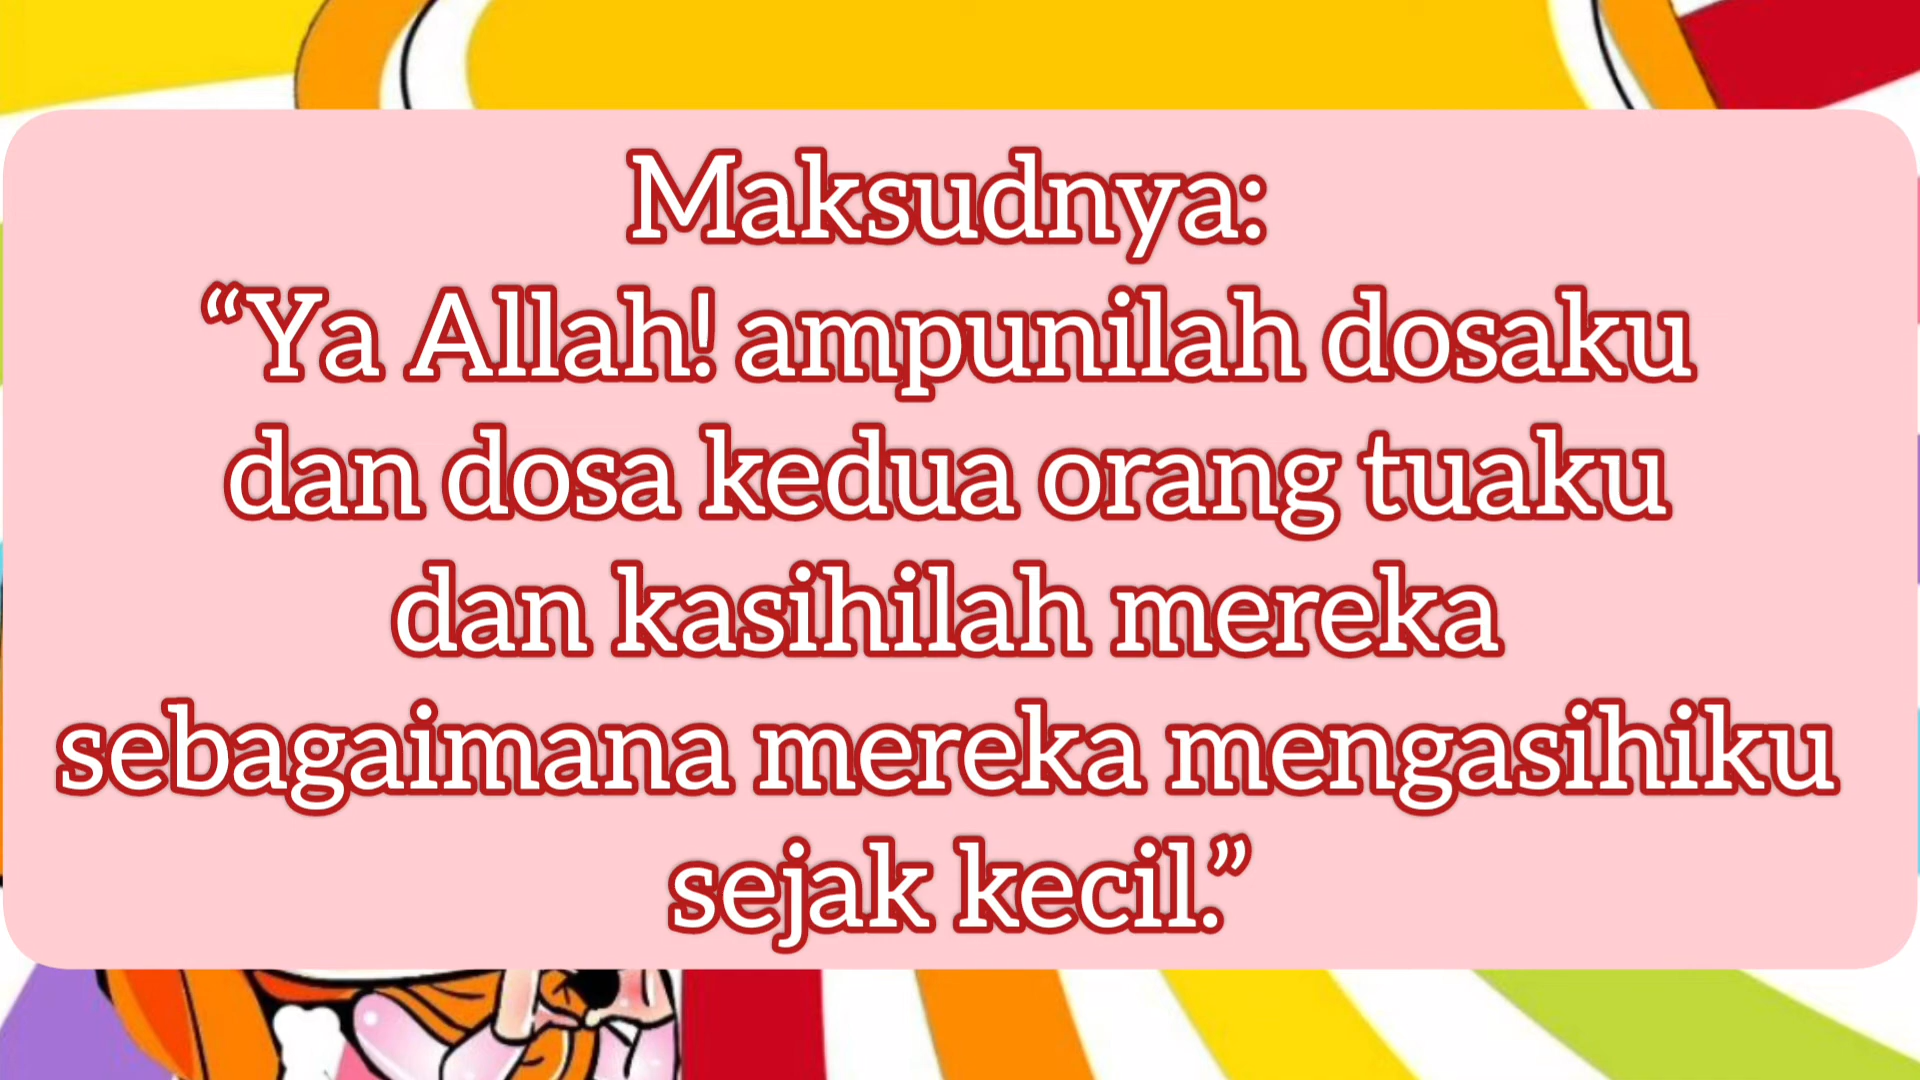 Maksudnya:
“Ya Allah! ampunilah dosaku
dan dosa kedua orang tuaku
dan kasihilah mereka
sebagaimana mereka mengasihiku
sejak kecil.”